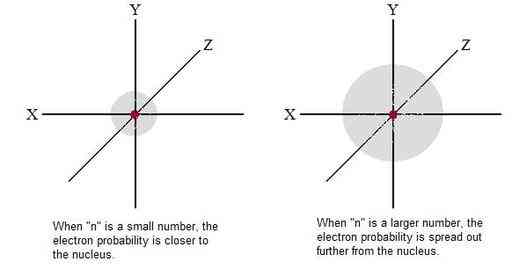 Y
Z
X
When "n" is a small number, the
electron probability is closer to
the nucleus.
Y
Z
X
When "n" is a larger number, the
electron probability is spread out
further from the nucleus.